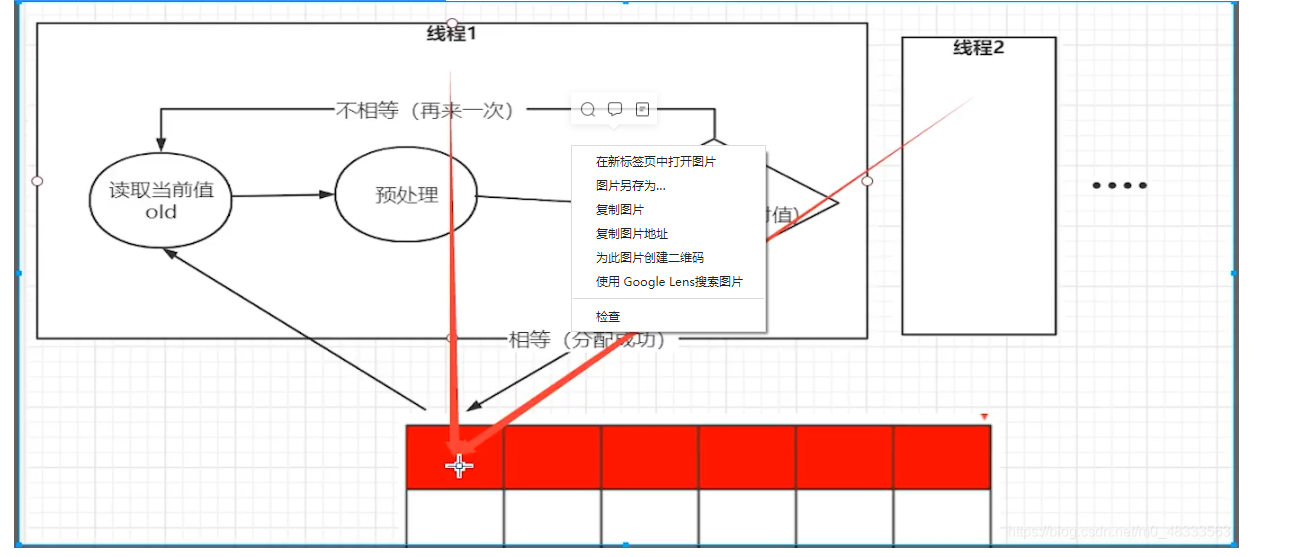 线程1
线程2
不相等（再来一次）
读取当前值
old
预处理
在新标签页中打开图片
图片另存为...
复制图片
复制图片地址
为此图片创建二维码
使用 Google Lens搜索图片
检查
时值）
相等（分配成功）
https://blog.csdn.net/m0_48333563